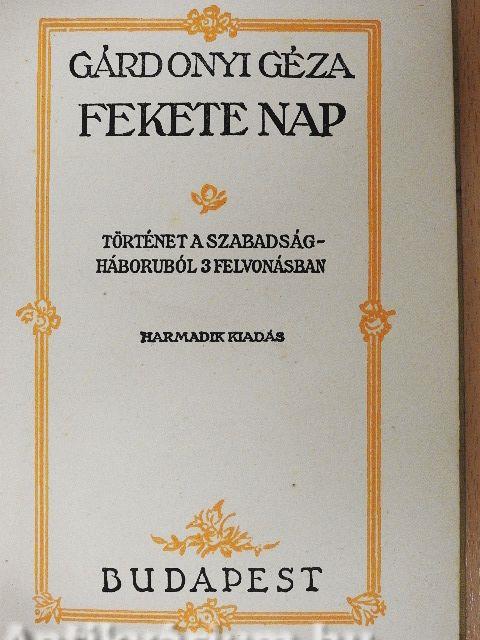 GÁRDONYI GÉZA
FEKETE NAP
TÖRTÉNET A SZABADSÁG-
HÁBORUBÓL 3 FELVONÁSBAN
HARMADIK KIADÁS
BUDAPEST